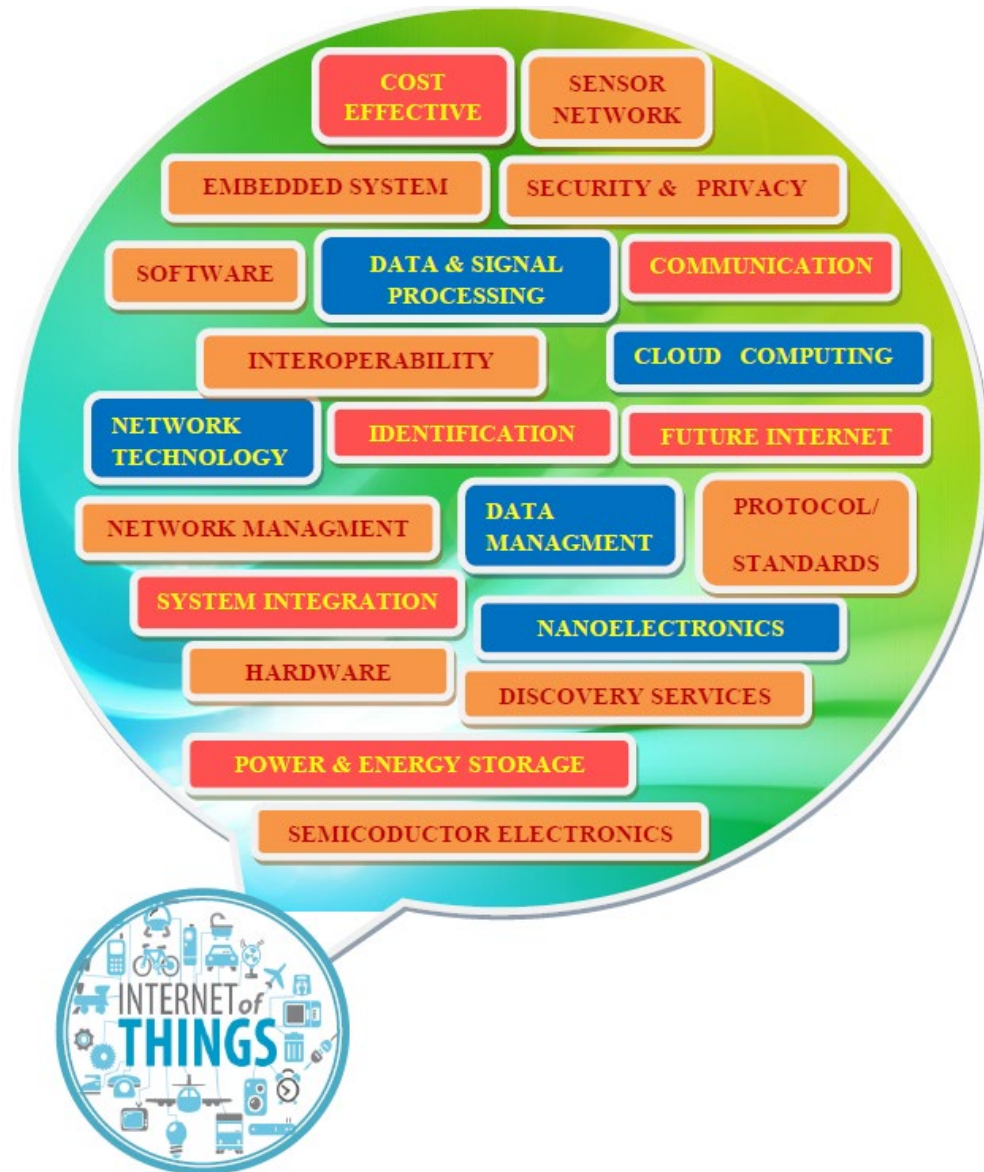 COST
EFFECTIVE
SENSOR
NETWORK
EMBEDDED SYSTEM
SECURITY & PRIVACY
SOFTWARE
DATA & SIGNAL
PROCESSING
COMMUNICATION
INTEROPERABILITY
CLOUD COMPUTING
NETWORK
TECHNOLOGY
IDENTIFICATION
FUTURE INTERNET
NETWORK MANAGMENT
DATA
MANAGMENT
PROTOCOL/
STANDARDS
SYSTEM INTEGRATION
NANOELECTRONICS
HARDWARE
DISCOVERY SERVICES
POWER & ENERGY STORAGE
SEMICODUCTOR ELECTRONICS
INTERNET of
THINGS